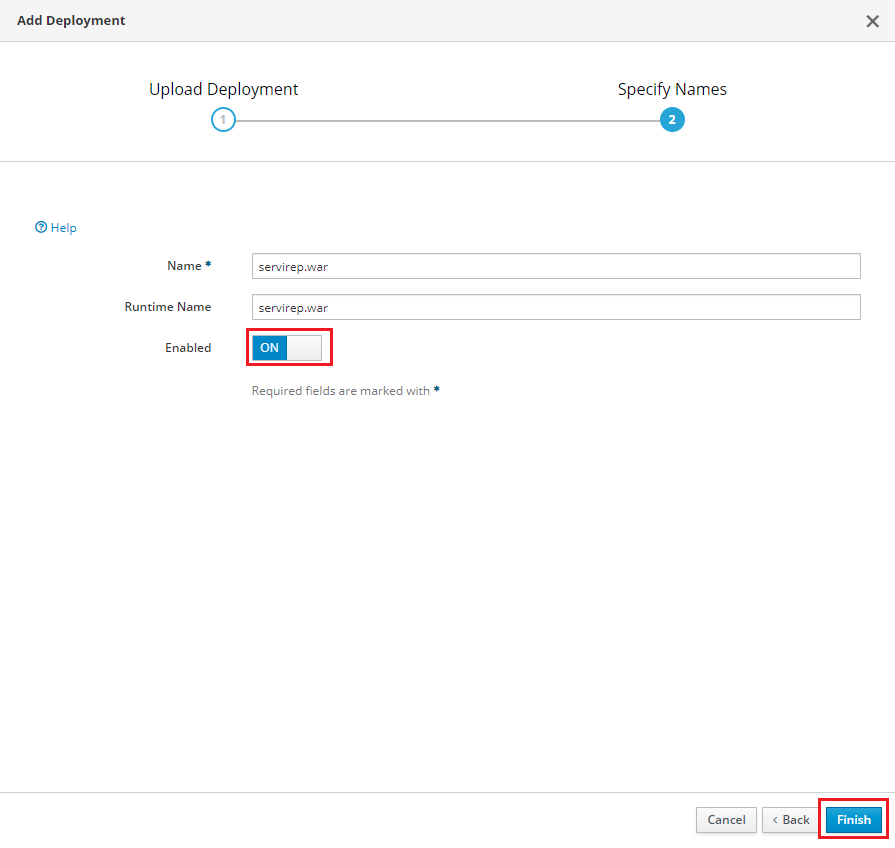 Add Deployment
Upload Deployment
Specify Names
1
2
Help
Name *
servirep.war
Runtime Name
servirep.war
Enabled
ON
Required fields are marked with *
Cancel
‹ Back
Finish